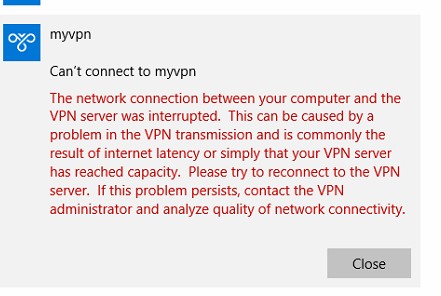 myvpn
Can't connect to myvpn
The network connection between your computer and the
VPN server was interrupted.  This can be caused by a
problem in the VPN transmission and is commonly the
result of internet latency or simply that your VPN server
has reached capacity.  Please try to reconnect to the VPN
server.  If this problem persists, contact the VPN
administrator and analyze quality of network connectivity.
Close